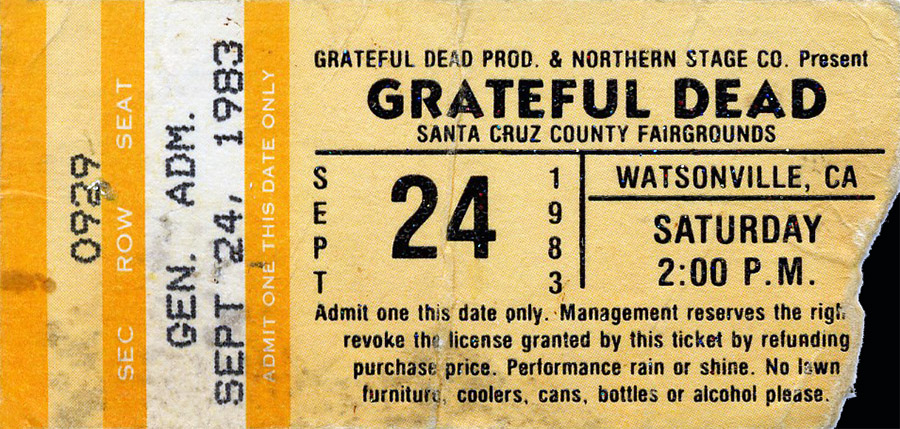 0929
SEC ROW SEAT
GEN. ADM.
SEPT 24, 1983
ADMIT ONE THIS DATE ONLY
GRATEFUL DEAD PROD. & NORTHERN STAGE CO. Present
GRATEFUL DEAD
SANTA CRUZ COUNTY FAIRGROUNDS
SEPT
24
1983
WATSONVILLE, CA
SATURDAY
2:00 P.M.
Admit one this date only. Management reserves the righ
revoke the license granted by this ticket by refunding
purchase price. Performance rain or shine. No lawn
furniture, coolers, cans, bottles or alcohol please.